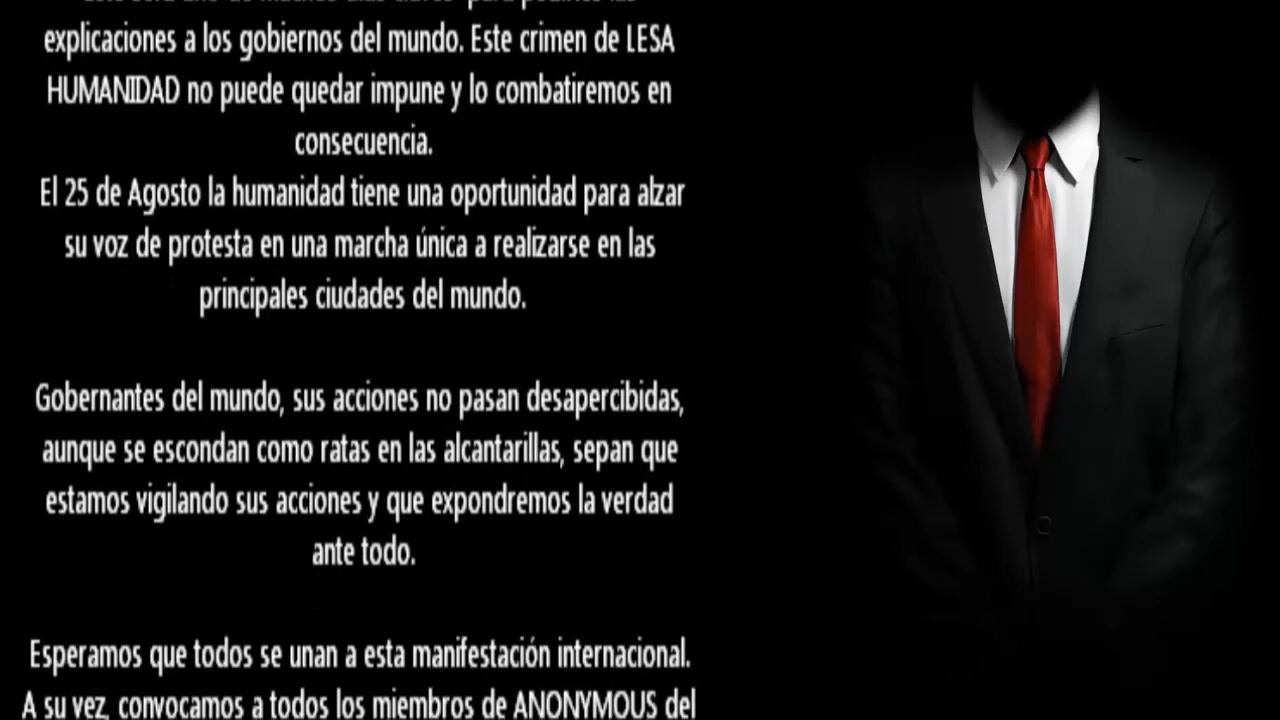 explicaciones a los gobiernos del mundo. Este crimen de LESA
HUMANIDAD no puede quedar impune y lo combatiremos en
consecuencia.
El 25 de Agosto la humanidad tiene una oportunidad para alzar
su voz de protesta en una marcha única a realizarse en las
principales ciudades del mundo.
Gobernantes del mundo, sus acciones no pasan desapercibidas,
aunque se escondan como ratas en las alcantarillas, sepan que
estamos vigilando sus acciones y que expondremos la verdad
ante todo.
Esperamos que todos se unan a esta manifestación internacional.
A su vez, convocamos a todos los miembros de ANONYMOUS del